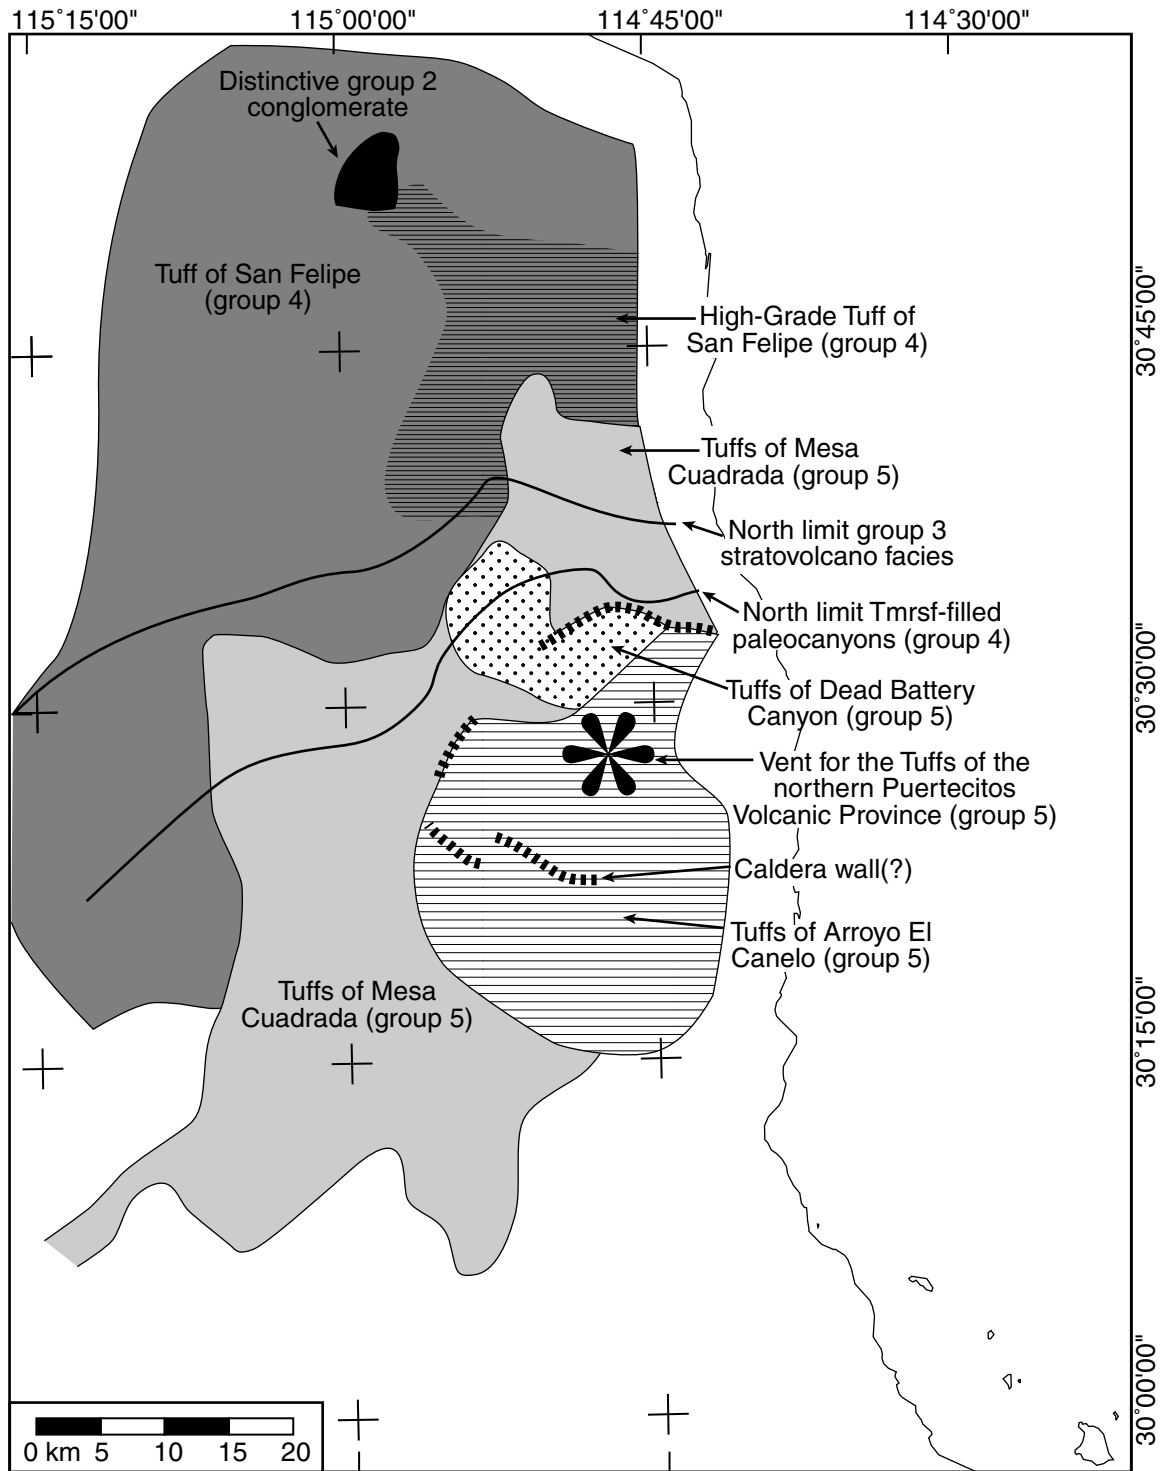 115°15'00"
115°00'00"
114°45'00"
114°30'00"
Distinctive group 2
conglomerate
Tuff of San Felipe
(group 4)
High-Grade Tuff of
San Felipe (group 4)
30°45'00"
Tuffs of Mesa
Cuadrada (group 5)
North limit group 3
stratovolcano facies
North limit Tmrsf-filled
paleocanyons (group 4)
30°30'00"
Tuffs of Dead Battery
Canyon (group 5)
Vent for the Tuffs of the
northern Puertecitos
Volcanic Province (group 5)
Caldera wall(?)
Tuffs of Arroyo El
Canelo (group 5)
Tuffs of Mesa
Cuadrada (group 5)
30°15'00"
30°00'00"
0 km 5 10 15 20